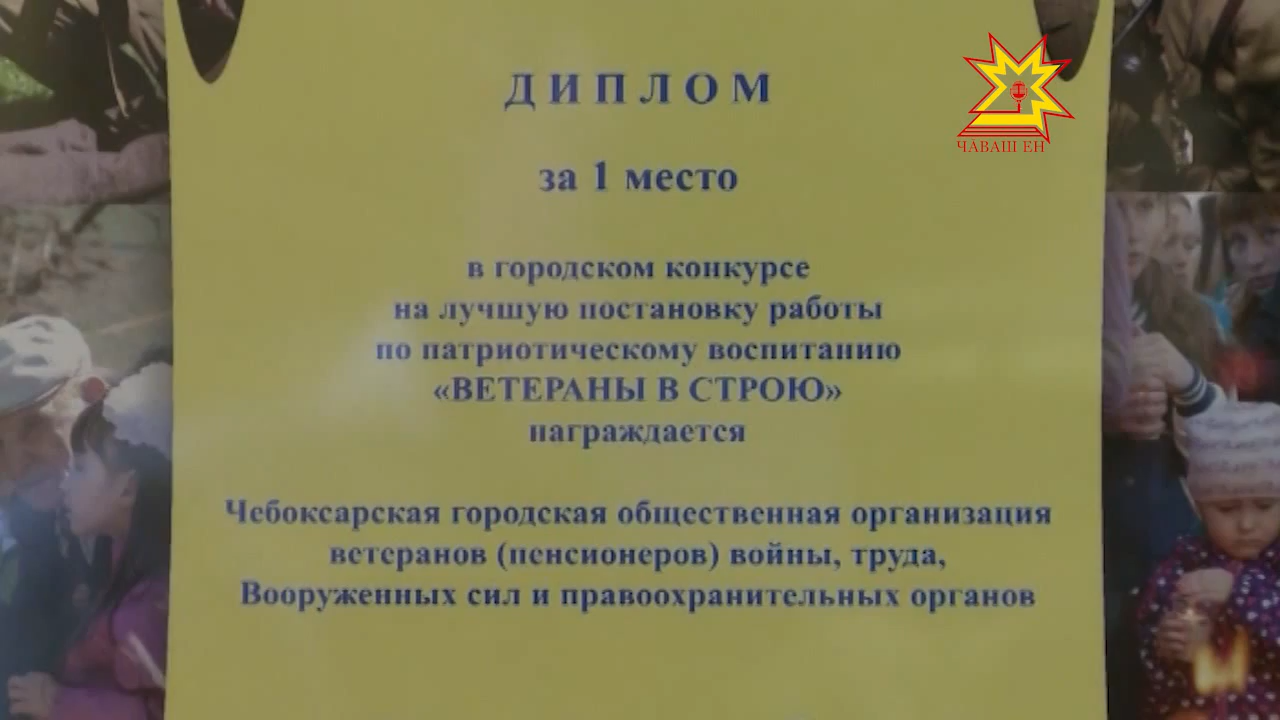 ДИПЛОМ
за 1 место
в городском конкурсе
на лучшую постановку работы
по патриотическому воспитанию
«ВЕТЕРАНЫ В СТРОЮ»
награждается
Чебоксарская городская общественная организация
ветеранов (пенсионеров) войны, труда,
Вооруженных сил и правоохранительных органов
ЧӐВАШ ЕН